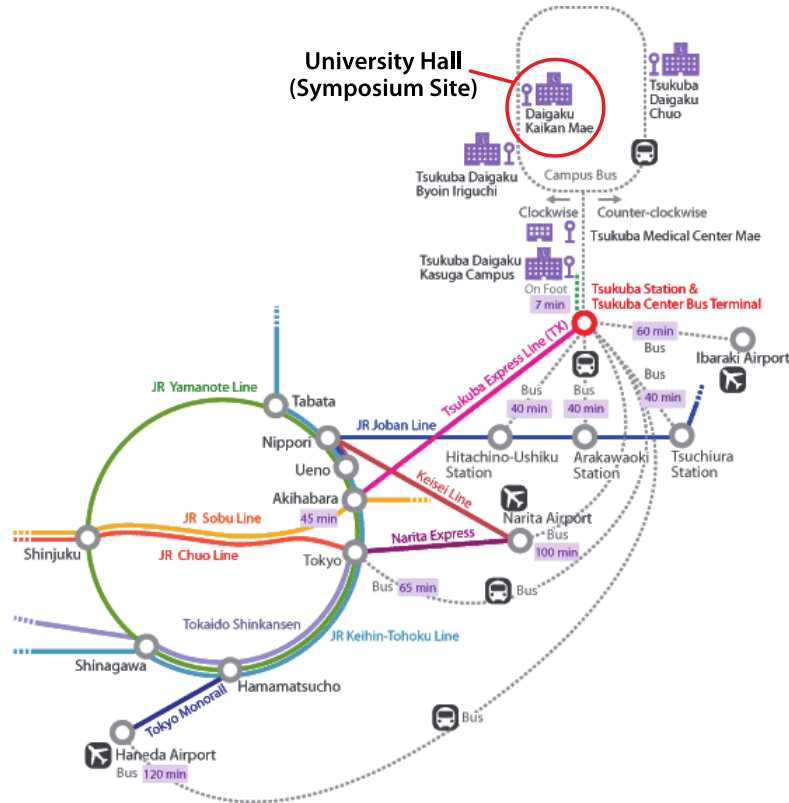 University Hall
(Symposium Site)
Daigaku
Kaikan Mae
Tsukuba
Daigaku
Chuo
Tsukuba Daigaku
Byoin Iriguchi
Campus Bus
Clockwise
Counter-clockwise
Tsukuba Medical Center Mae
Tsukuba Daigaku
Kasuga Campus
On Foot
7 min
Tsukuba Station &
Tsukuba Center Bus Terminal
60 min
Bus
Ibaraki Airport
Tsukuba Express Line (TX)
Bus
40 min
Bus
40 min
Bus
40 min
JR Yamanote Line
Tabata
Nippori
JR Joban Line
Hitachino-Ushiku
Station
Arakawaoki
Station
Tsuchiura
Station
Ueno
Keisei Line
Akihabara
45 min
JR Sobu Line
JR Chuo Line
Shinjuku
Narita Airport
Bus
100 min
Narita Express
Tokyo
Bus 65 min
Bus
Tokaido Shinkansen
JR Keihin-Tohoku Line
Shinagawa
Hamamatsucho
Tokyo Monorail
Bus
Haneda Airport
Bus 120 min